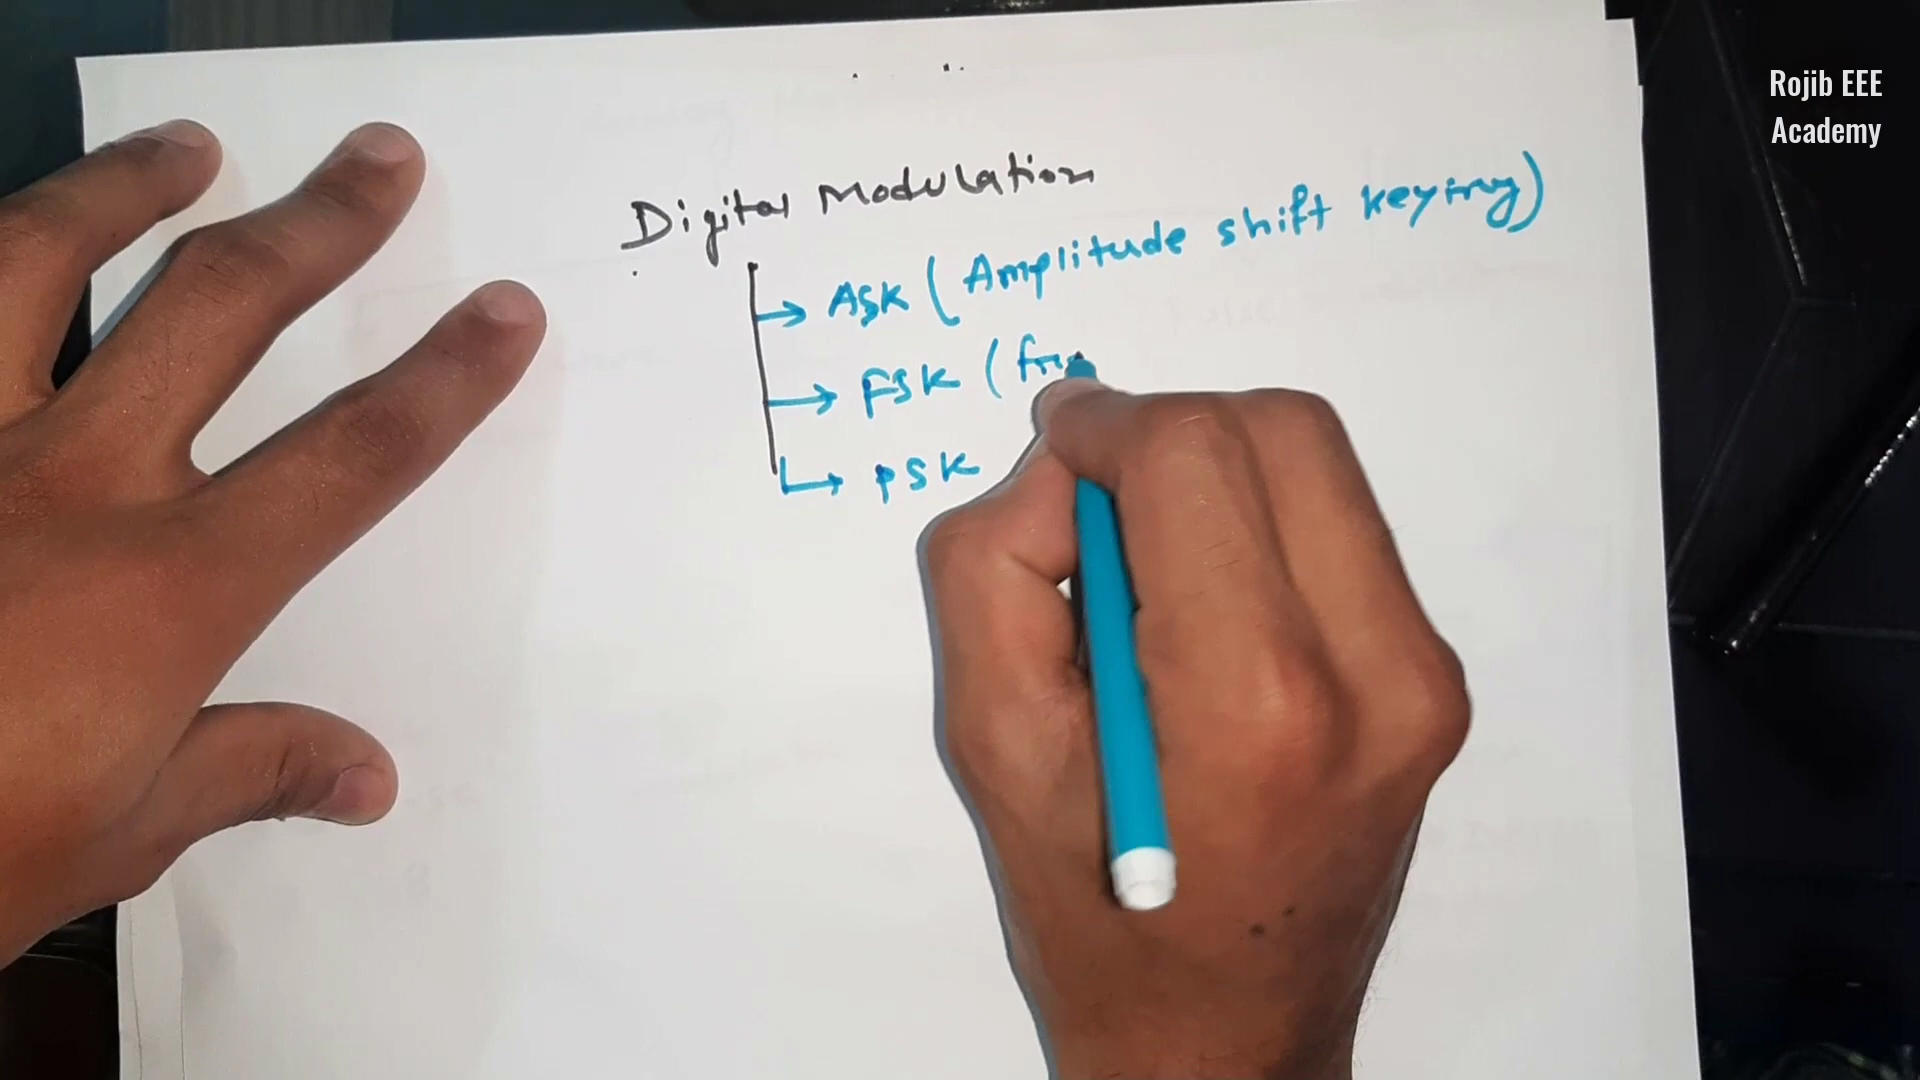 Rojib EEE
Academy
Digital Modulation
ASK (Amplitude shift keying)
FSK (
PSK